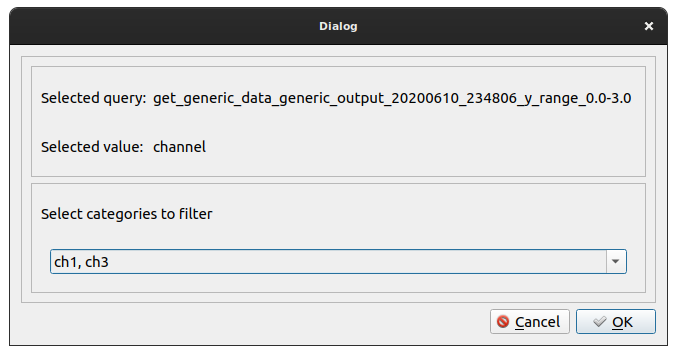 Dialog
Selected query: get_generic_data_generic_output_20200610_234806_y_range_0.0-3.0
Selected value: channel
Select categories to filter
ch1, ch3
Cancel
OK